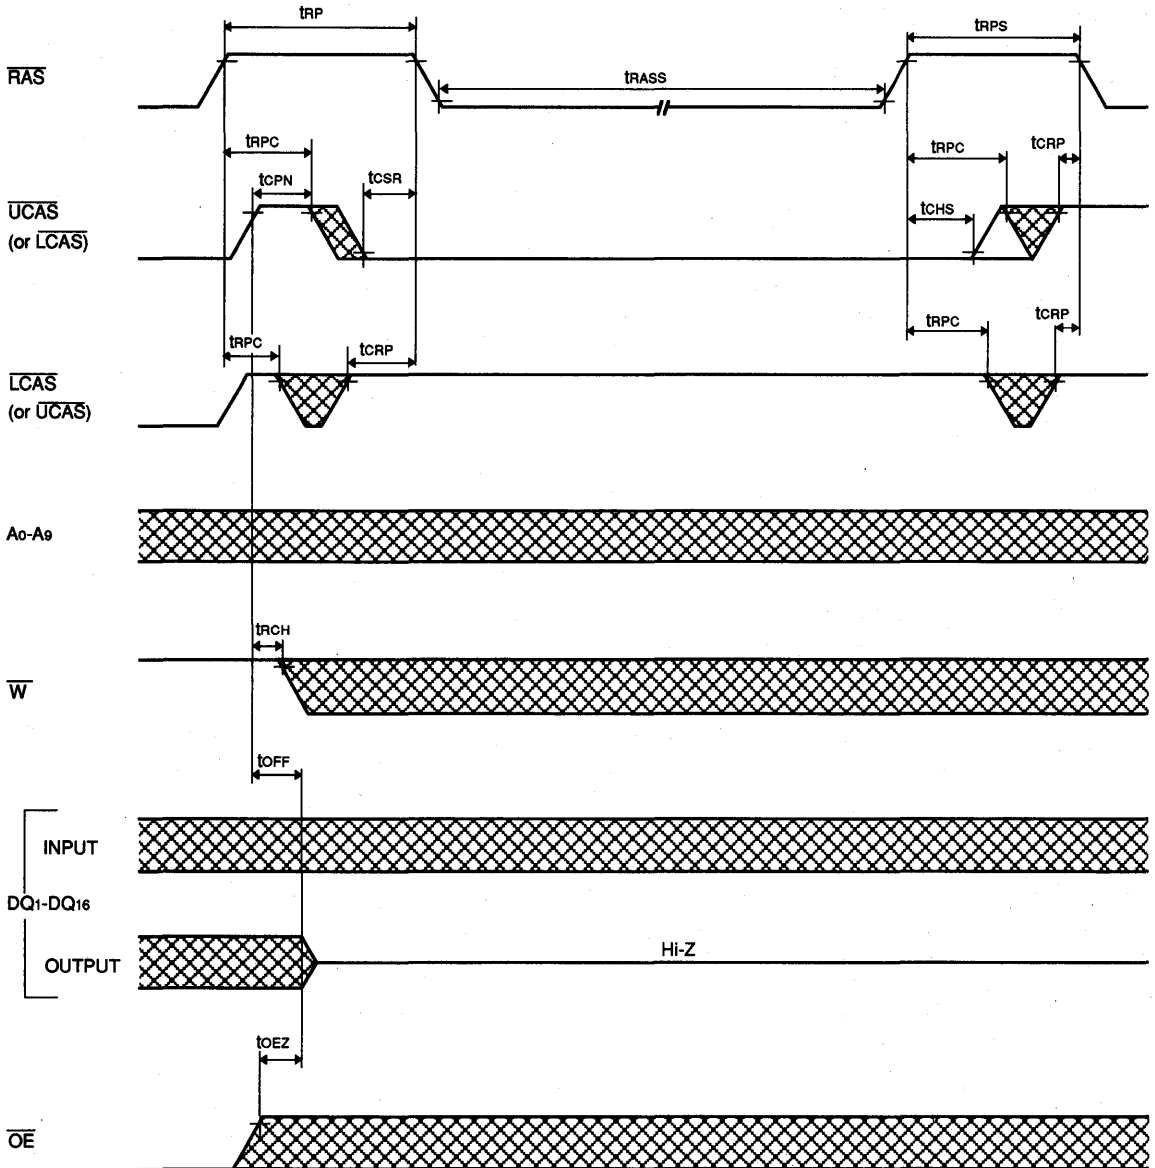 tRP
tRPS
RAS
tRASS
tRPC
tRPC
tCRP
tCPN
tCSR
UCAS
(or LCAS)
tCHS
tRPC
tCRP
tRPC
tCRP
LCAS
(or UCAS)
A0-A9
tRCH
W
tOFF
INPUT
DQ1-DQ16
OUTPUT
Hi-Z
tOEZ
OE